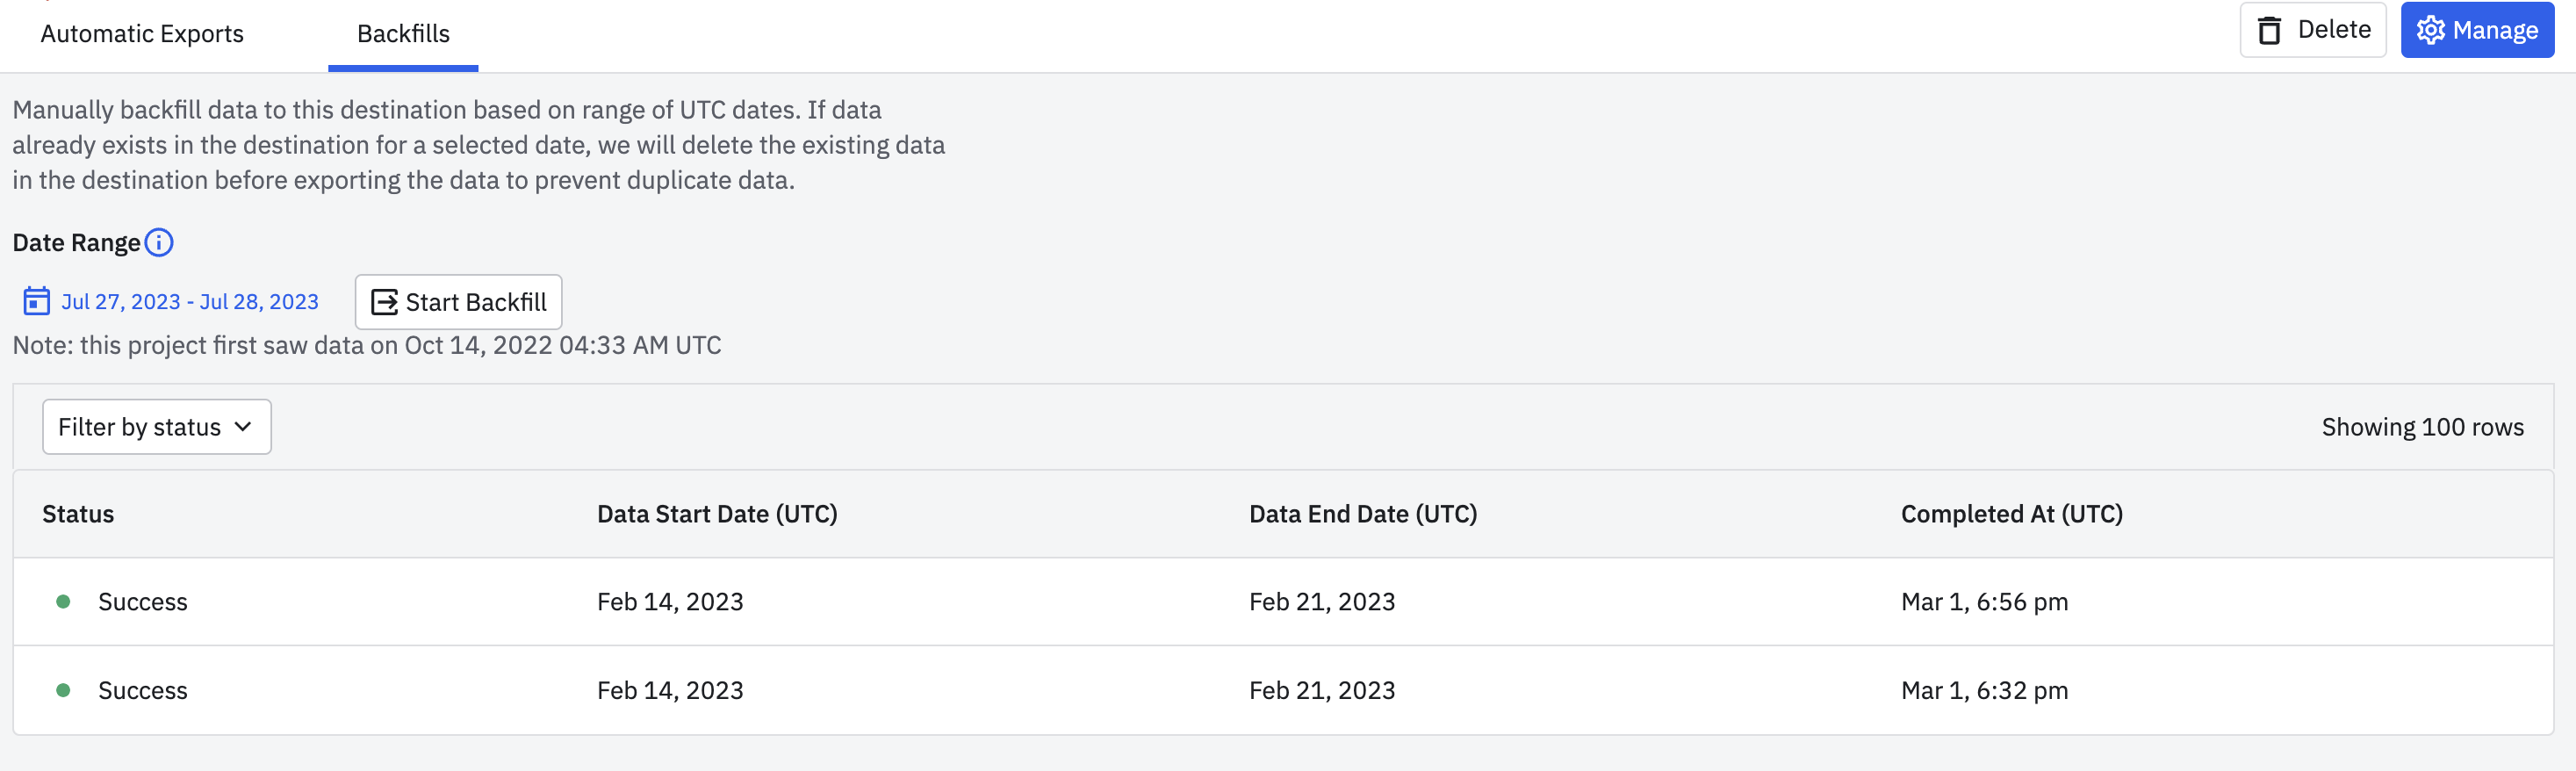 Automatic Exports
Backfills
Delete
Manage
Manually backfill data to this destination based on range of UTC dates. If data
already exists in the destination for a selected date, we will delete the existing data
in the destination before exporting the data to prevent duplicate data.
Date Range
Jul 27, 2023 - Jul 28, 2023
Start Backfill
Note: this project first saw data on Oct 14, 2022 04:33 AM UTC
Filter by status
Showing 100 rows
Status Data Start Date (UTC) Data End Date (UTC) Completed At (UTC)
Success Feb 14, 2023 Feb 21, 2023 Mar 1, 6:56 pm
Success Feb 14, 2023 Feb 21, 2023 Mar 1, 6:32 pm